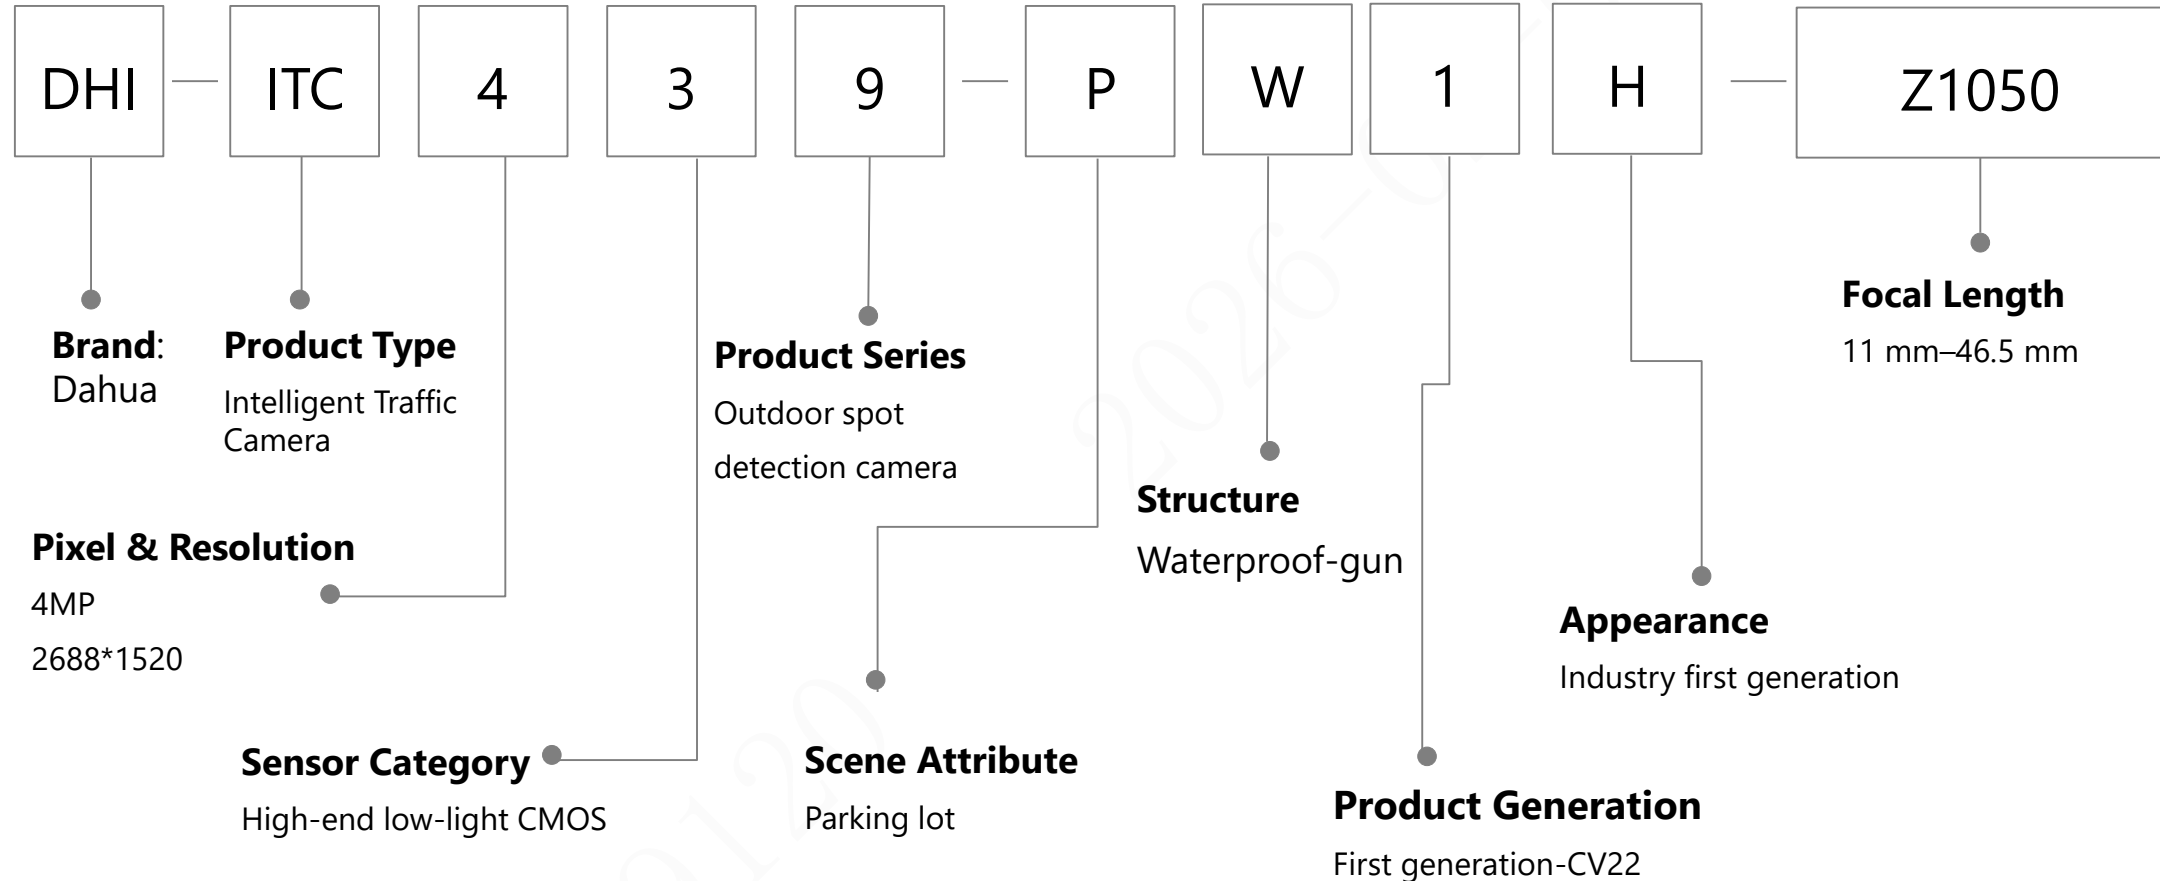 DHI — ITC 4 3 9 — P W 1 H — Z1050
Brand:
Dahua
Product Type
Intelligent Traffic
Camera
Pixel & Resolution
4MP
2688*1520
Sensor Category
High-end low-light CMOS
Product Series
Outdoor spot
detection camera
Scene Attribute
Parking lot
Structure
Waterproof-gun
Product Generation
First generation-CV22
Appearance
Industry first generation
Focal Length
11 mm–46.5 mm